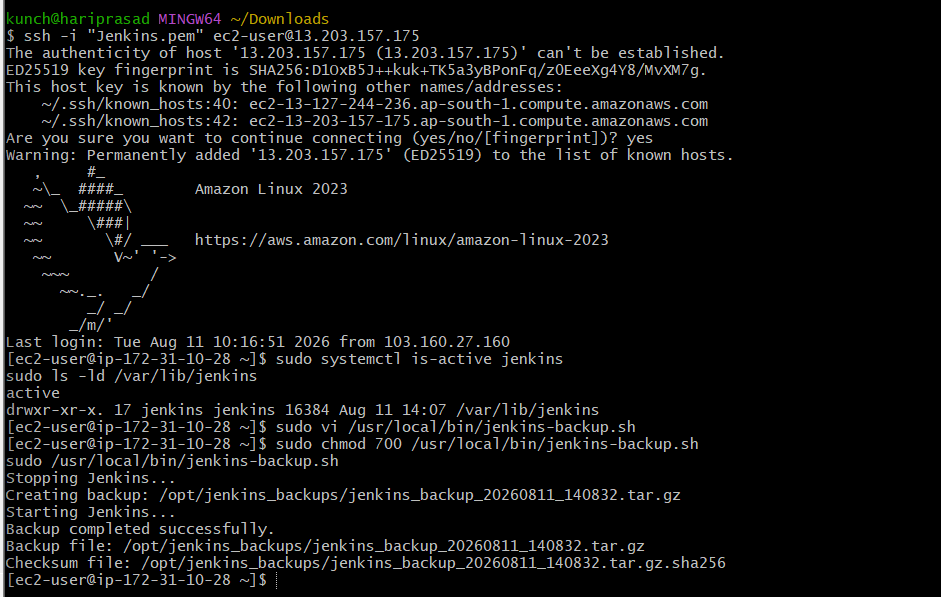 kunch@hariprasad MINGW64 ~/Downloads
$ ssh -i "Jenkins.pem" ec2-user@13.203.157.175
The authenticity of host '13.203.157.175 (13.203.157.175)' can't be established.
ED25519 key fingerprint is SHA256:DlOxB5J++kuk+TK5a3yBPonFq/zOEeeXg4Y8/MvXM7g.
This host key is known by the following other names/addresses:
    ~/.ssh/known_hosts:40: ec2-13-127-244-236.ap-south-1.compute.amazonaws.com
    ~/.ssh/known_hosts:42: ec2-13-203-157-175.ap-south-1.compute.amazonaws.com
Are you sure you want to continue connecting (yes/no/[fingerprint])? yes
Warning: Permanently added '13.203.157.175' (ED25519) to the list of known hosts.
   ,     #_
   ~\_  ####_        Amazon Linux 2023
  ~~  \_#####\
  ~~     \###|
  ~~       \#/ ___   https://aws.amazon.com/linux/amazon-linux-2023
   ~~       V~' '->
    ~~~         /
      ~~._.   _/
         _/ _/
       _/m/'
Last login: Tue Aug 11 10:16:51 2026 from 103.160.27.160
[ec2-user@ip-172-31-10-28 ~]$ sudo systemctl is-active jenkins
sudo ls -ld /var/lib/jenkins
active
drwxr-xr-x. 17 jenkins jenkins 16384 Aug 11 14:07 /var/lib/jenkins
[ec2-user@ip-172-31-10-28 ~]$ sudo vi /usr/local/bin/jenkins-backup.sh
[ec2-user@ip-172-31-10-28 ~]$ sudo chmod 700 /usr/local/bin/jenkins-backup.sh
sudo /usr/local/bin/jenkins-backup.sh
Stopping Jenkins...
Creating backup: /opt/jenkins_backups/jenkins_backup_20260811_140832.tar.gz
Starting Jenkins...
Backup completed successfully.
Backup file: /opt/jenkins_backups/jenkins_backup_20260811_140832.tar.gz
Checksum file: /opt/jenkins_backups/jenkins_backup_20260811_140832.tar.gz.sha256
[ec2-user@ip-172-31-10-28 ~]$